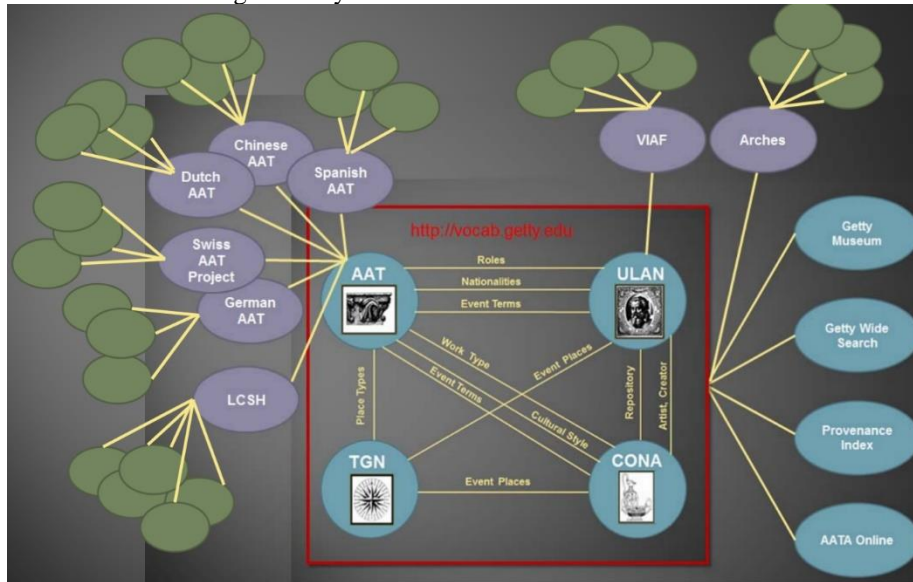 Chinese
AAT
Dutch
AAT
Spanish
AAT
VIAF
Arches
Swiss
AAT
Project
German
AAT
LCSH
http://vocab.getty.edu
AAT
ULAN
Roles
Nationalities
Event Terms
Work Type
Event Terms
Cultural Style
Event Places
Place Types
Repository
Artist, Creator
TGN
CONA
Event Places
Getty
Museum
Getty Wide
Search
Provenance
Index
AATA Online